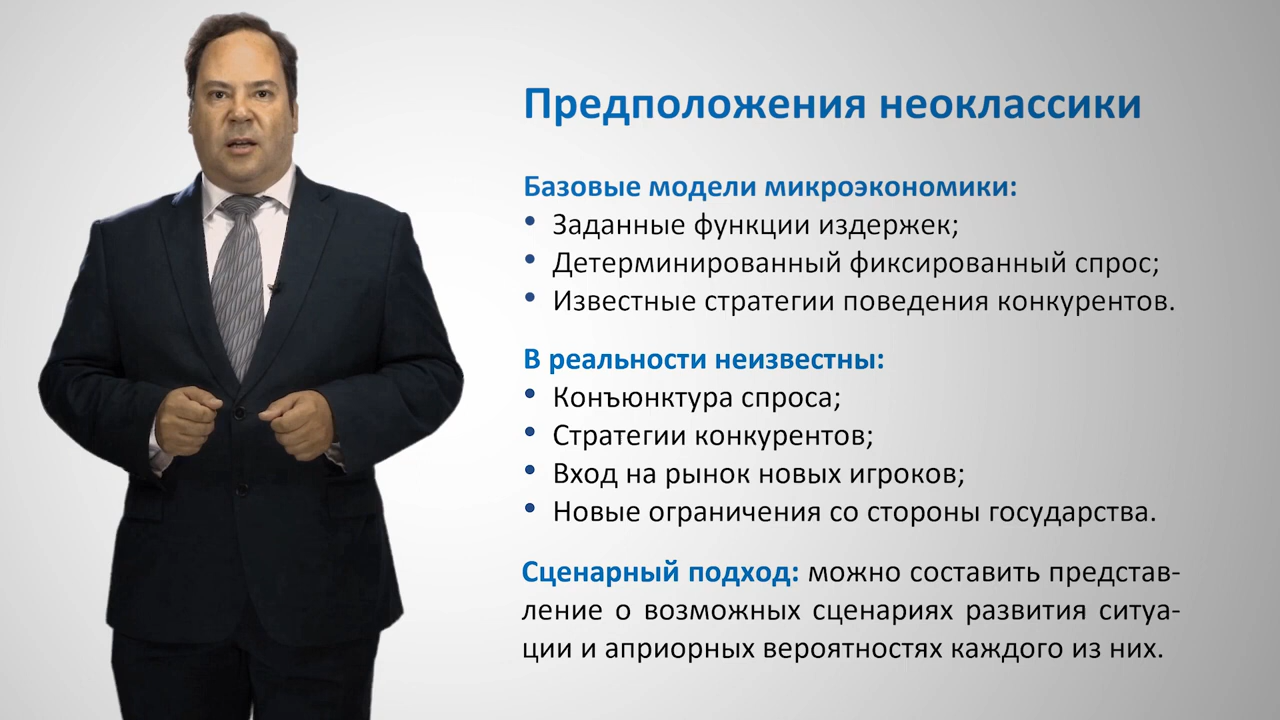 Предположения неоклассики
Базовые модели микроэкономики:
• Заданные функции издержек;
• Детерминированный фиксированный спрос;
• Известные стратегии поведения конкурентов.
В реальности неизвестны:
• Конъюнктура спроса;
• Стратегии конкурентов;
• Вход на рынок новых игроков;
• Новые ограничения со стороны государства.
Сценарный подход: можно составить представ-
ление о возможных сценариях развития ситуа-
ции и априорных вероятностях каждого из них.